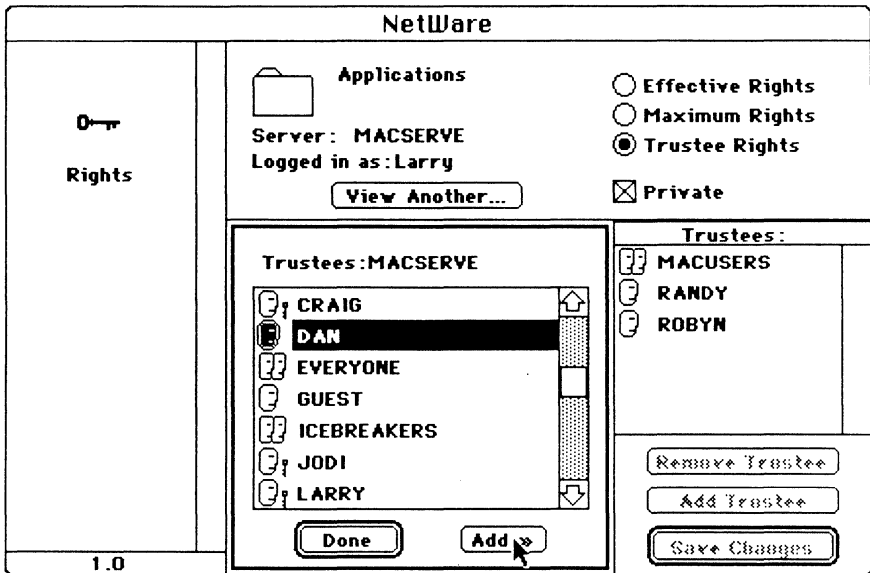 NetWare
Rights
1.0
Applications
Server: MACSERVE
Logged in as:Larry
View Another...
Effective Rights
Maximum Rights
Trustee Rights
Private
Trustees:MACSERVE
CRAIG
DAN
EVERYONE
GUEST
ICEBREAKERS
JODI
LARRY
Done
Add »
Trustees:
MACUSERS
RANDY
ROBYN
Remove Trustee
Add Trustee
Save Changes